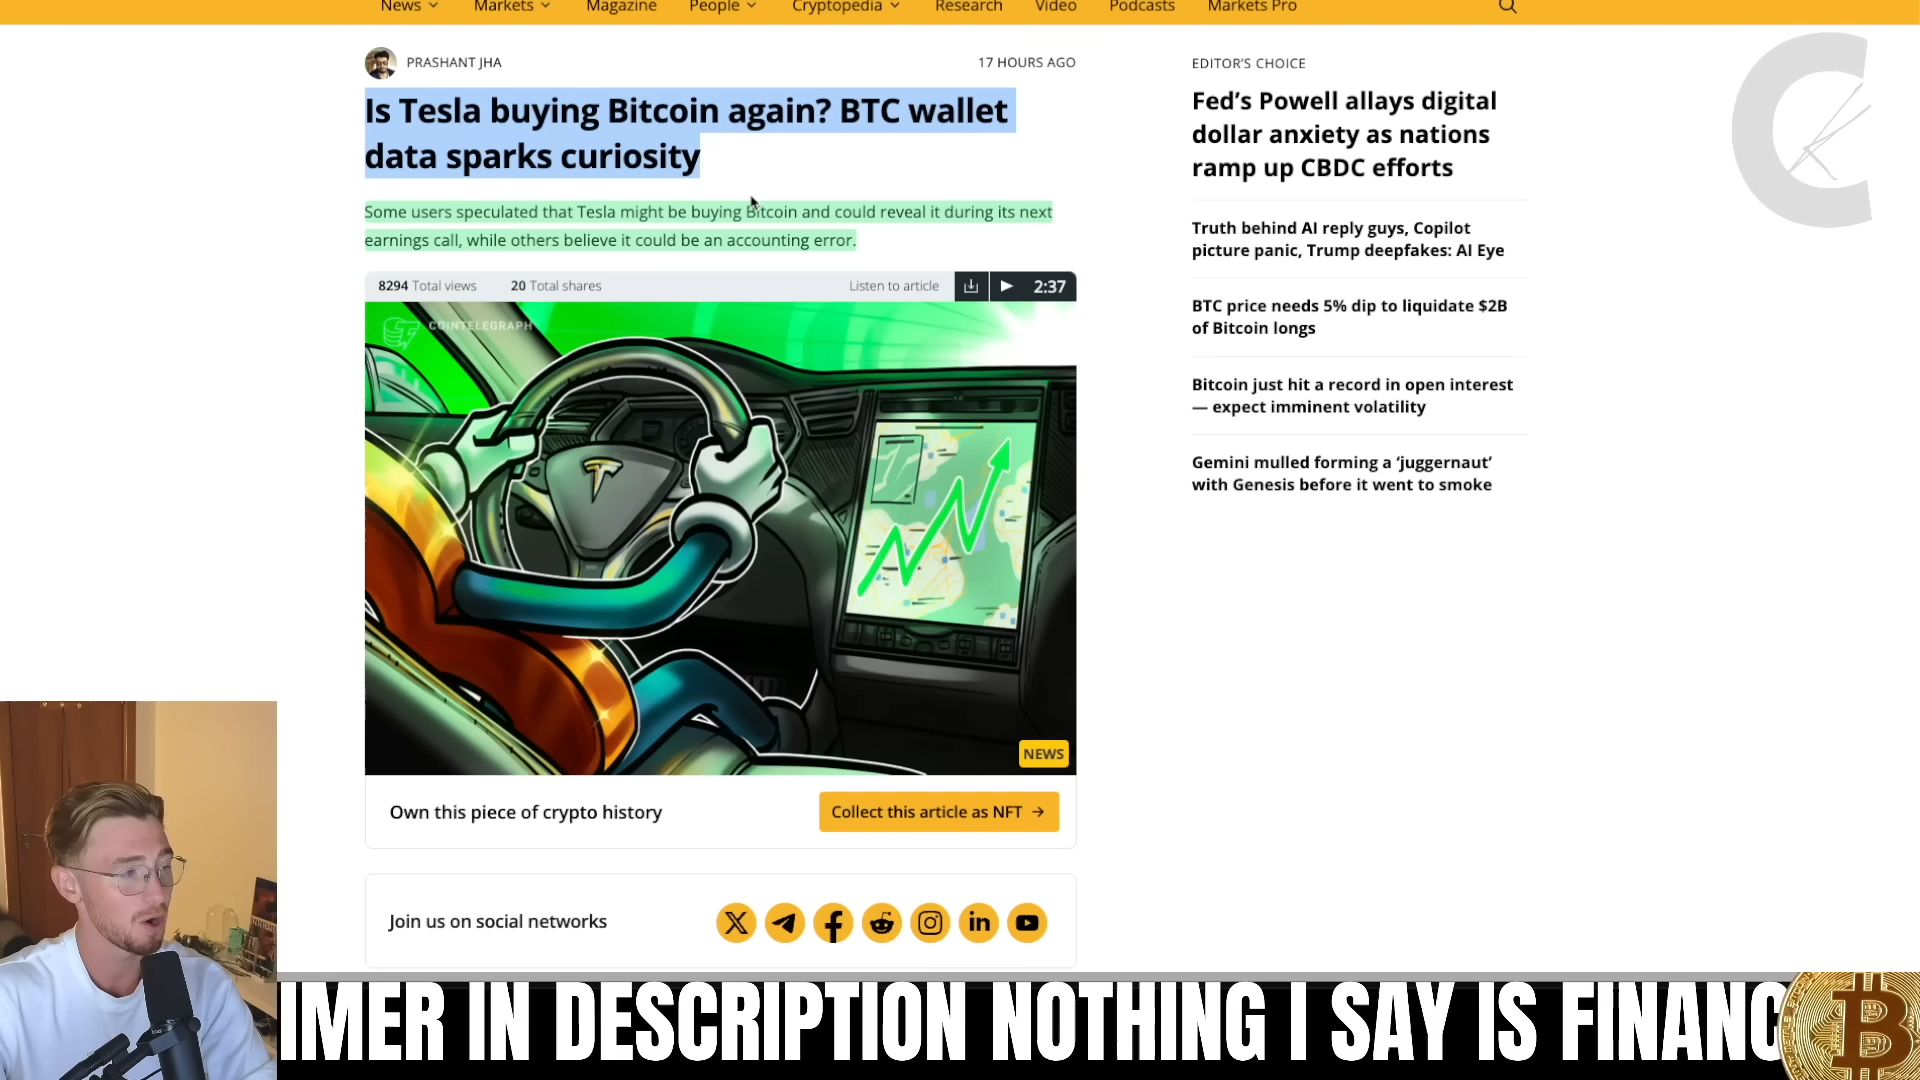 News
Markets
Magazine
People
Cryptopedia
Research
Video
Podcasts
Markets Pro
PRASHANT JHA
17 HOURS AGO
Is Tesla buying Bitcoin again? BTC wallet
data sparks curiosity
Some users speculated that Tesla might be buying Bitcoin and could reveal it during its next
earnings call, while others believe it could be an accounting error.
8294 Total views
20 Total shares
Listen to article
2:37
COINTELEGRAPH
NEWS
Own this piece of crypto history
Collect this article as NFT →
Join us on social networks
EDITOR'S CHOICE
Fed's Powell allays digital
dollar anxiety as nations
ramp up CBDC efforts
Truth behind AI reply guys, Copilot
picture panic, Trump deepfakes: AI Eye
BTC price needs 5% dip to liquidate $2B
of Bitcoin longs
Bitcoin just hit a record in open interest
— expect imminent volatility
Gemini mulled forming a ‘juggernaut’
with Genesis before it went to smoke
IMER IN DESCRIPTION NOTHING I SAY IS FINANC